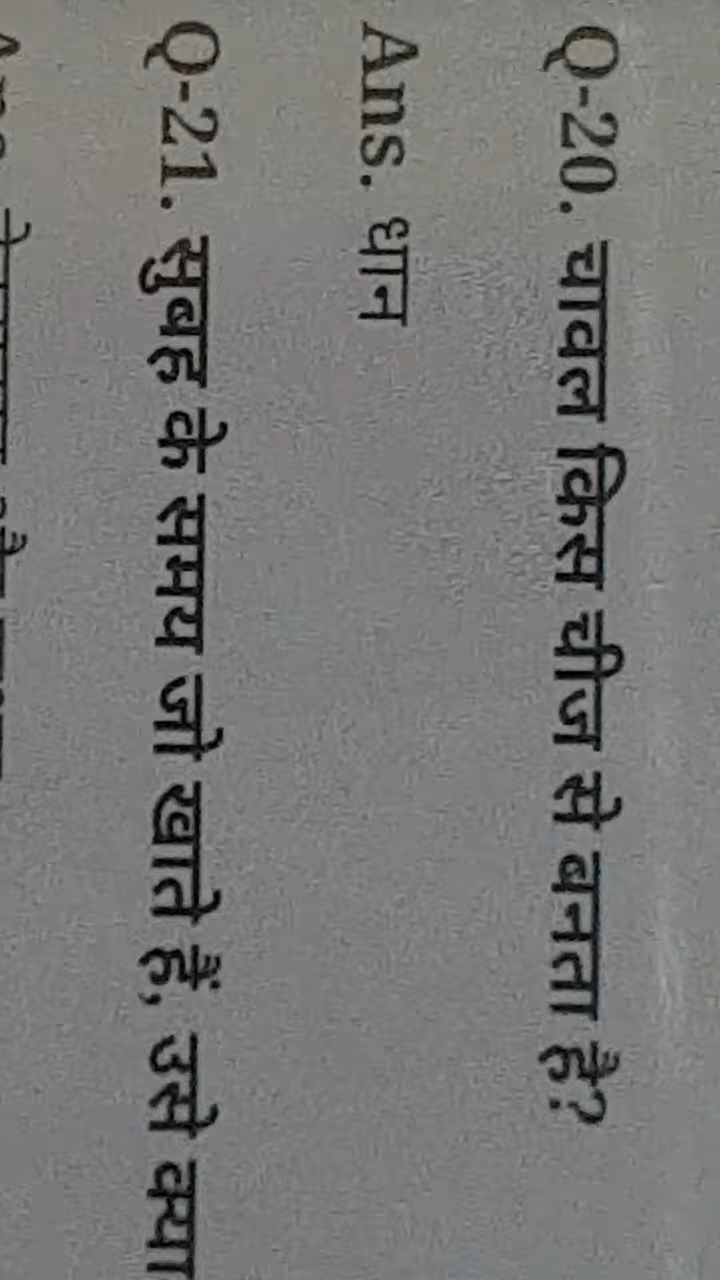 Q-20. चावल किस चीज से बनता है?
Ans. धान
Q-21. सुबह के समय जो खाते हैं, उसे क्या